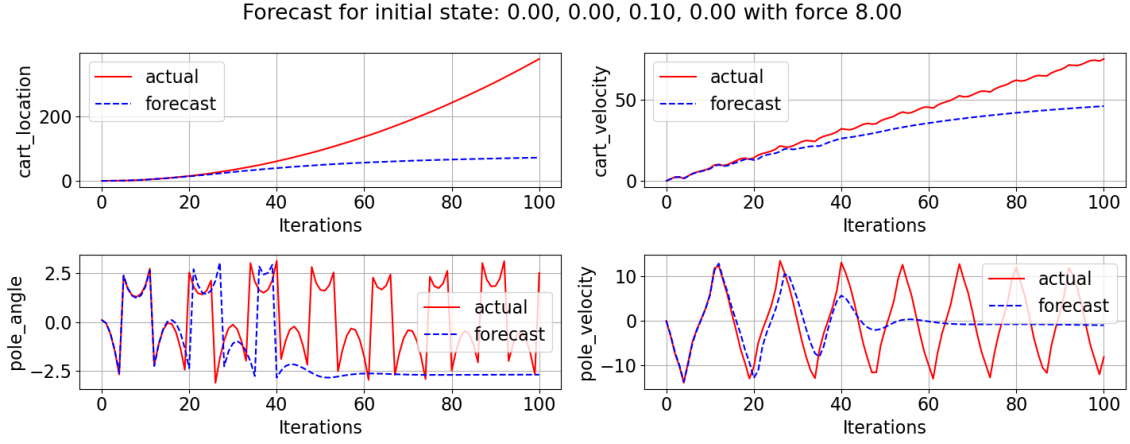 Forecast for initial state: 0.00, 0.00, 0.10, 0.00 with force 8.00
cart_location
200
0
actual
forecast
0 20 40 60 80 100
Iterations
cart_velocity
50
0
actual
forecast
0 20 40 60 80 100
Iterations
pole_angle
2.5
0.0
−2.5
actual
forecast
0 20 40 60 80 100
Iterations
pole_velocity
10
0
−10
actual
forecast
0 20 40 60 80 100
Iterations